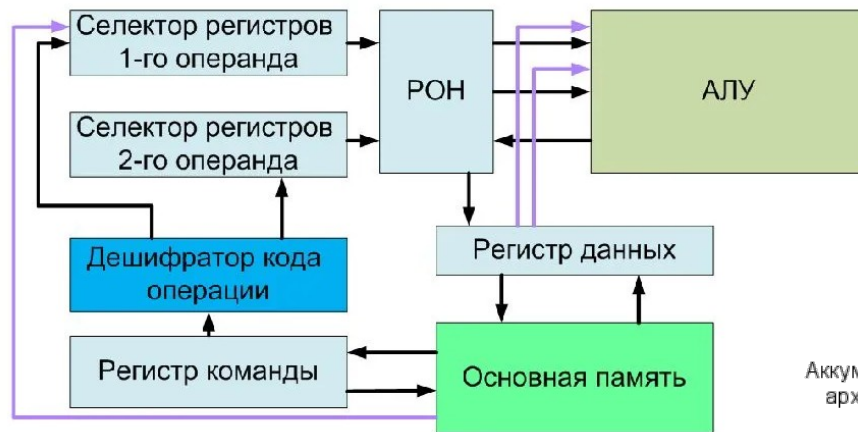 Селектор регистров
1-го операнда
РОН
АЛУ
Селектор регистров
2-го операнда
Дешифратор кода
операции
Регистр данных
Регистр команды
Основная память